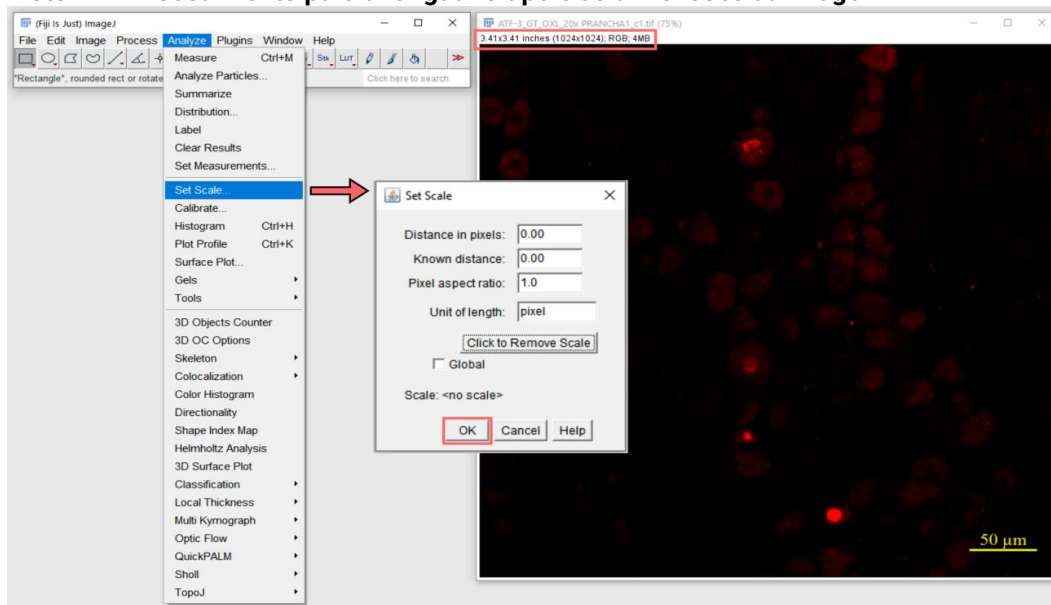 (Fiji Is Just) ImageJ
File Edit Image Process Analyze Plugins Window Help
Stk LUT
*Rectangle*, rounded rect or rotate
Click here to search
Measure Ctrl+M
Analyze Particles...
Summarize
Distribution...
Label
Clear Results
Set Measurements...
Set Scale...
Calibrate...
Histogram Ctrl+H
Plot Profile Ctrl+K
Surface Plot...
Gels
Tools
3D Objects Counter
3D OC Options
Skeleton
Colocalization
Color Histogram
Directionality
Shape Index Map
Helmholtz Analysis
3D Surface Plot
Classification
Local Thickness
Multi Kymograph
Optic Flow
QuickPALM
Sholl
TopoJ
Set Scale
Distance in pixels: 0.00
Known distance: 0.00
Pixel aspect ratio: 1.0
Unit of length: pixel
Click to Remove Scale
Global
Scale: <no scale>
OK Cancel Help
ATF-3_GT_OXL_20x PRANCHA1_c1.tif (75%)
3.41x3.41 inches (1024x1024); RGB; 4MB
50 µm